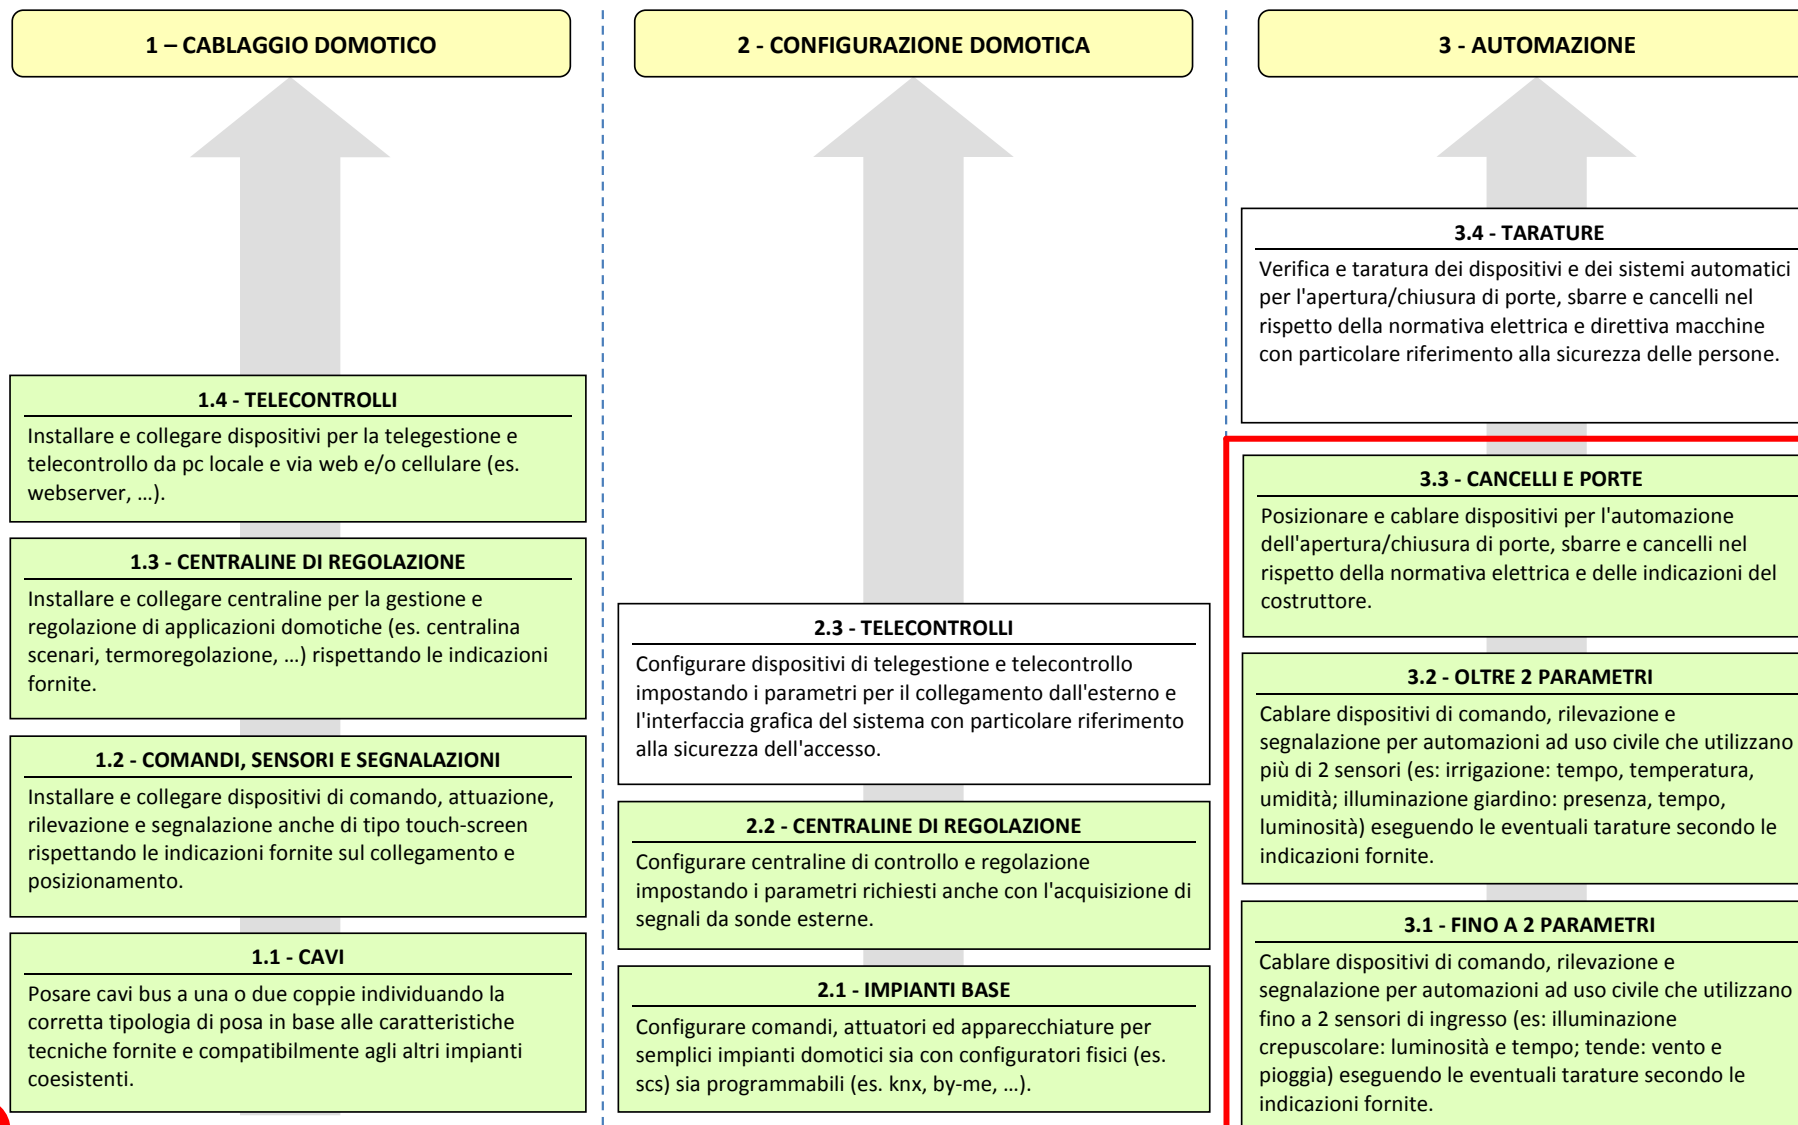 1 – CABLAGGIO DOMOTICO
1.4 - TELECONTROLLI
Installare e collegare dispositivi per la telegestione e
telecontrollo da pc locale e via web e/o cellulare (es.
webserver, …).
1.3 - CENTRALINE DI REGOLAZIONE
Installare e collegare centraline per la gestione e
regolazione di applicazioni domotiche (es. centralina
scenari, termoregolazione, …) rispettando le indicazioni
fornite.
1.2 - COMANDI, SENSORI E SEGNALAZIONI
Installare e collegare dispositivi di comando, attuazione,
rilevazione e segnalazione anche di tipo touch-screen
rispettando le indicazioni fornite sul collegamento e
posizionamento.
1.1 - CAVI
Posare cavi bus a una o due coppie individuando la
corretta tipologia di posa in base alle caratteristiche
tecniche fornite e compatibilmente agli altri impianti
coesistenti.
2 - CONFIGURAZIONE DOMOTICA
2.3 - TELECONTROLLI
Configurare dispositivi di telegestione e telecontrollo
impostando i parametri per il collegamento dall'esterno e
l'interfaccia grafica del sistema con particolare riferimento
alla sicurezza dell'accesso.
2.2 - CENTRALINE DI REGOLAZIONE
Configurare centraline di controllo e regolazione
impostando i parametri richiesti anche con l'acquisizione di
segnali da sonde esterne.
2.1 - IMPIANTI BASE
Configurare comandi, attuatori ed apparecchiature per
semplici impianti domotici sia con configuratori fisici (es.
scs) sia programmabili (es. knx, by-me, …).
3 - AUTOMAZIONE
3.4 - TARATURE
Verifica e taratura dei dispositivi e dei sistemi automatici
per l'apertura/chiusura di porte, sbarre e cancelli nel
rispetto della normativa elettrica e direttiva macchine
con particolare riferimento alla sicurezza delle persone.
3.3 - CANCELLI E PORTE
Posizionare e cablare dispositivi per l'automazione
dell'apertura/chiusura di porte, sbarre e cancelli nel
rispetto della normativa elettrica e delle indicazioni del
costruttore.
3.2 - OLTRE 2 PARAMETRI
Cablare dispositivi di comando, rilevazione e
segnalazione per automazioni ad uso civile che utilizzano
più di 2 sensori (es: irrigazione: tempo, temperatura,
umidità; illuminazione giardino: presenza, tempo,
luminosità) eseguendo le eventuali tarature secondo le
indicazioni fornite.
3.1 - FINO A 2 PARAMETRI
Cablare dispositivi di comando, rilevazione e
segnalazione per automazioni ad uso civile che utilizzano
fino a 2 sensori di ingresso (es: illuminazione
crepuscolare: luminosità e tempo; tende: vento e
pioggia) eseguendo le eventuali tarature secondo le
indicazioni fornite.